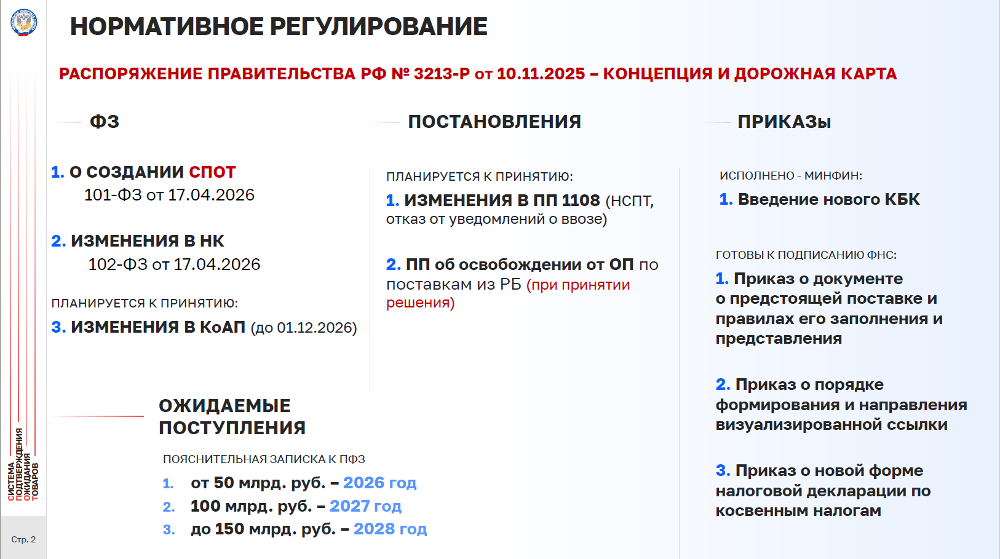 НОРМАТИВНОЕ РЕГУЛИРОВАНИЕ
РАСПОРЯЖЕНИЕ ПРАВИТЕЛЬСТВА РФ № 3213-Р от 10.11.2025 – КОНЦЕПЦИЯ И ДОРОЖНАЯ КАРТА
ФЗ
1. О СОЗДАНИИ СПОТ
101-ФЗ от 17.04.2026
2. ИЗМЕНЕНИЯ В НК
102-ФЗ от 17.04.2026
ПЛАНИРУЕТСЯ К ПРИНЯТИЮ:
3. ИЗМЕНЕНИЯ В КоАП (до 01.12.2026)
ПОСТАНОВЛЕНИЯ
ПЛАНИРУЕТСЯ К ПРИНЯТИЮ:
1. ИЗМЕНЕНИЯ В ПП 1108 (НСПТ,
отказ от уведомлений о ввозе)
2. ПП об освобождении от ОП по
поставкам из РБ (при принятии
решения)
ПРИКАЗы
ИСПОЛНЕНО - МИНФИН:
1. Введение нового КБК
ГОТОВЫ К ПОДПИСАНИЮ ФНС:
1. Приказ о документе
о предстоящей поставке и
правилах его заполнения и
представления
2. Приказ о порядке
формирования и направления
визуализированной ссылки
3. Приказ о новой форме
налоговой декларации по
косвенным налогам
ОЖИДАЕМЫЕ
ПОСТУПЛЕНИЯ
ПОЯСНИТЕЛЬНАЯ ЗАПИСКА К ПФЗ
1. от 50 млрд. руб. – 2026 год
2. 100 млрд. руб. – 2027 год
3. до 150 млрд. руб. – 2028 год
СИСТЕМА
ПОДТВЕРЖДЕНИЯ
ОЖИДАНИЯ
ТОВАРОВ
Стр. 2